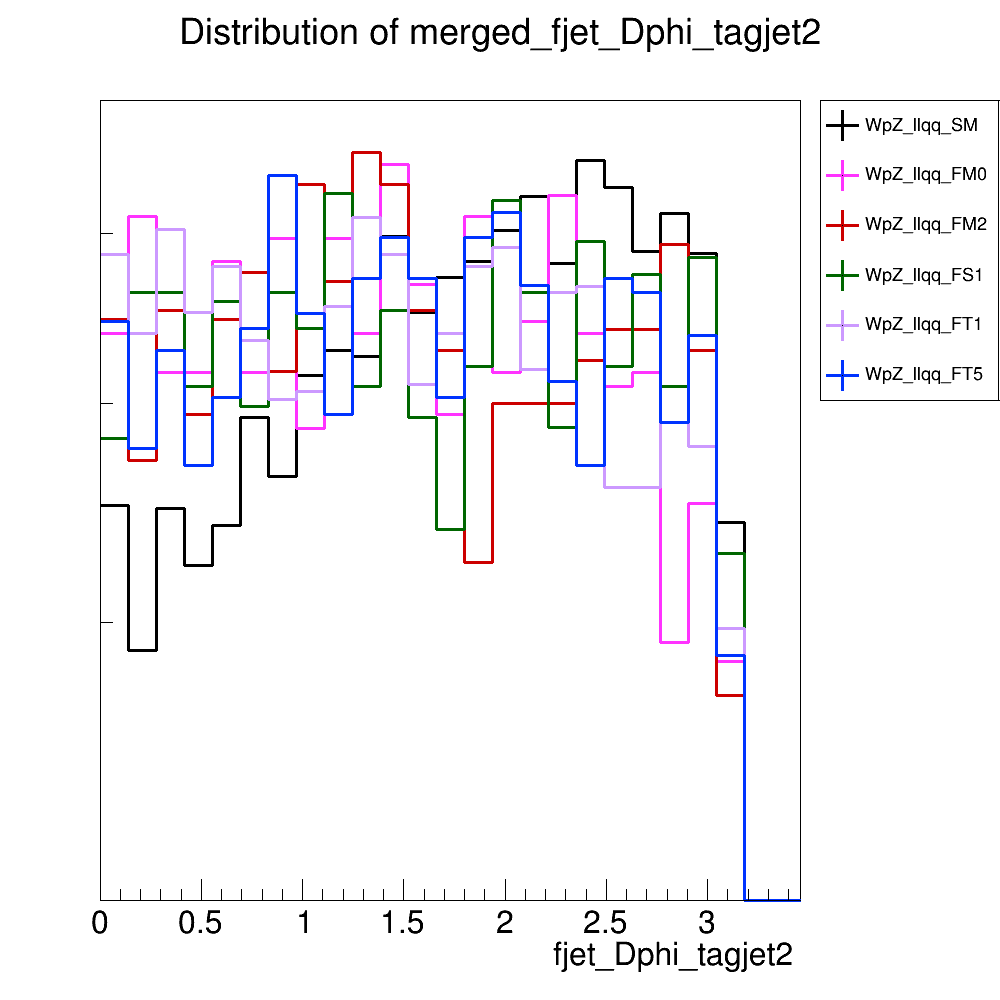 Distribution of merged_fjet_Dphi_tagjet2
WpZ_llqq_SM
WpZ_llqq_FM0
WpZ_llqq_FM2
WpZ_llqq_FS1
WpZ_llqq_FT1
WpZ_llqq_FT5
0 0.5 1 1.5 2 2.5 3
fjet_Dphi_tagjet2